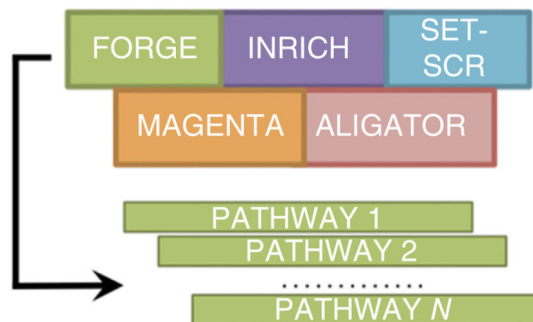 FORGE INRICH SET-
SCR
MAGENTA ALIGATOR
PATHWAY 1
PATHWAY 2
.............
PATHWAY N